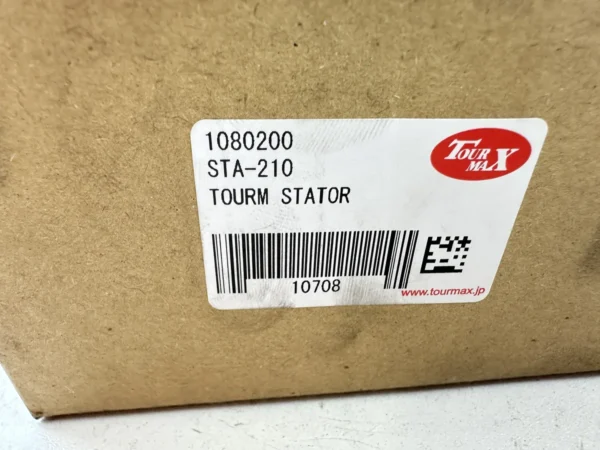 1080200
STA-210
TOURM STATOR
TOUR
MAX
10708
www.tourmax.jp